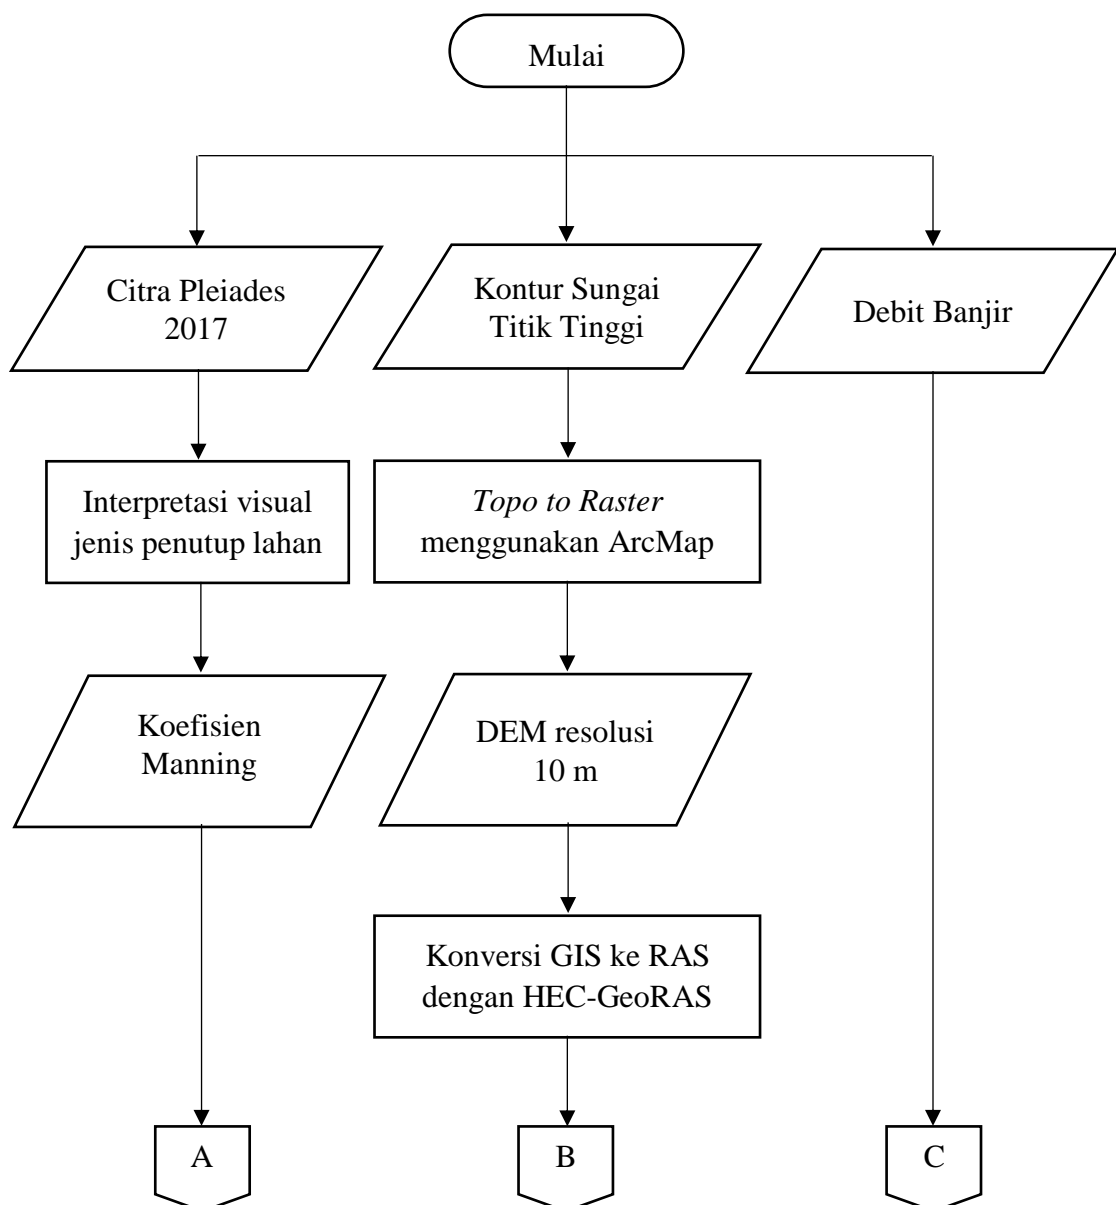 Mulai
Citra Pleiades
2017
Kontur Sungai
Titik Tinggi
Debit Banjir
Interpretasi visual
jenis penutup lahan
Topo to Raster
menggunakan ArcMap
Koefisien
Manning
DEM resolusi
10 m
Konversi GIS ke RAS
dengan HEC-GeoRAS
A
B
C